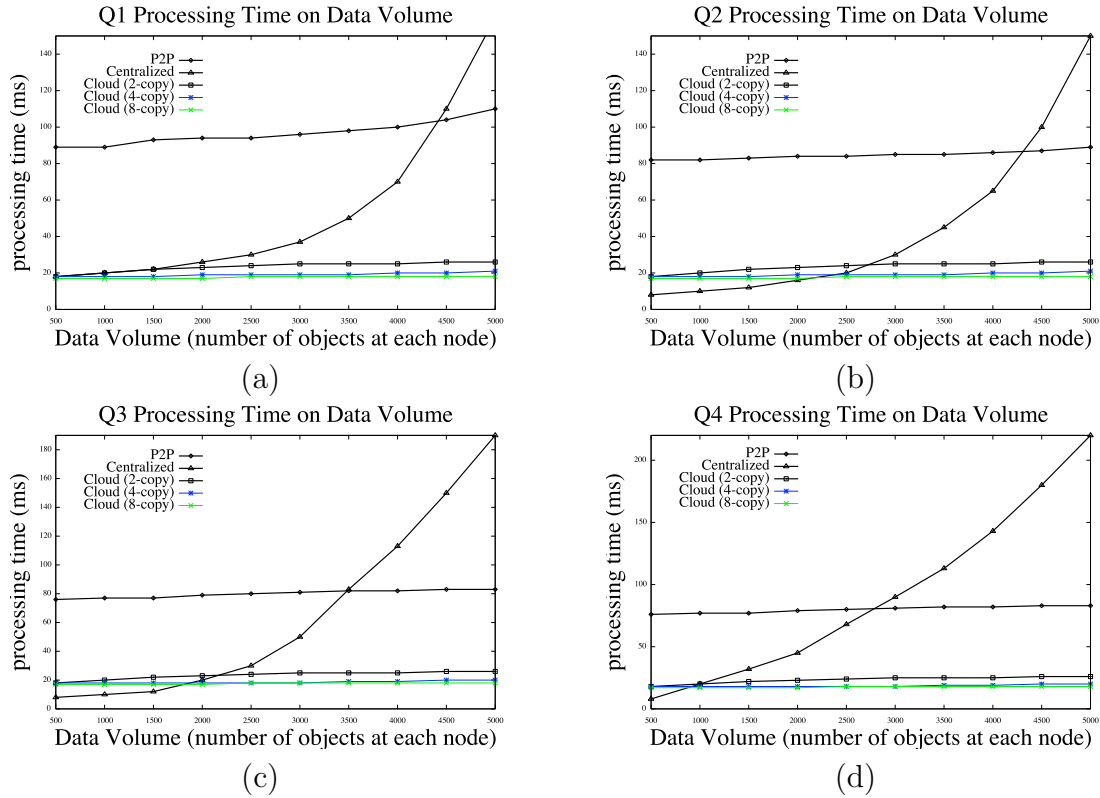 Q1 Processing Time on Data Volume
processing time (ms)
140
120
100
80
60
40
20
0
P2P
Centralized
Cloud (2-copy)
Cloud (4-copy)
Cloud (8-copy)
500 1000 1500 2000 2500 3000 3500 4000 4500 5000
Data Volume (number of objects at each node)
(a)
Q2 Processing Time on Data Volume
processing time (ms)
140
120
100
80
60
40
20
0
P2P
Centralized
Cloud (2-copy)
Cloud (4-copy)
Cloud (8-copy)
500 1000 1500 2000 2500 3000 3500 4000 4500 5000
Data Volume (number of objects at each node)
(b)
Q3 Processing Time on Data Volume
processing time (ms)
180
160
140
120
100
80
60
40
20
0
P2P
Centralized
Cloud (2-copy)
Cloud (4-copy)
Cloud (8-copy)
500 1000 1500 2000 2500 3000 3500 4000 4500 5000
Data Volume (number of objects at each node)
(c)
Q4 Processing Time on Data Volume
processing time (ms)
200
150
100
50
0
P2P
Centralized
Cloud (2-copy)
Cloud (4-copy)
Cloud (8-copy)
500 1000 1500 2000 2500 3000 3500 4000 4500 5000
Data Volume (number of objects at each node)
(d)